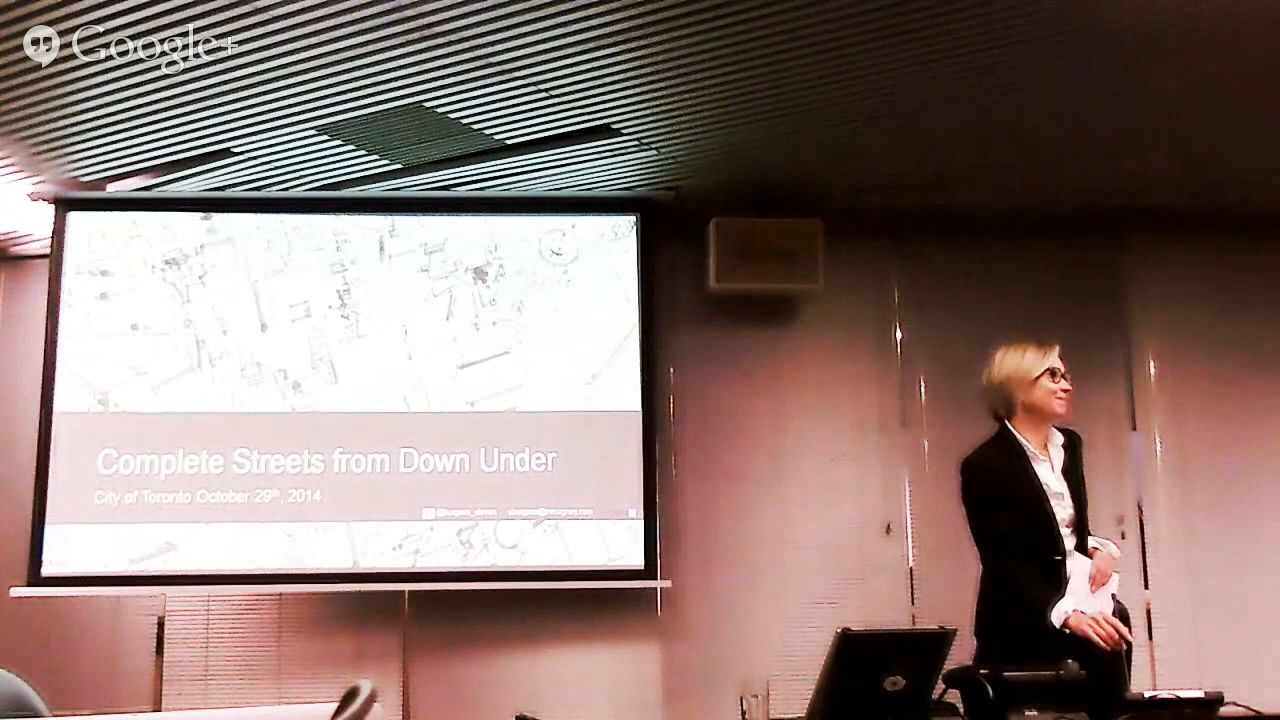 Google+
Complete Streets from Down Under
City of Toronto October 29th, 2014